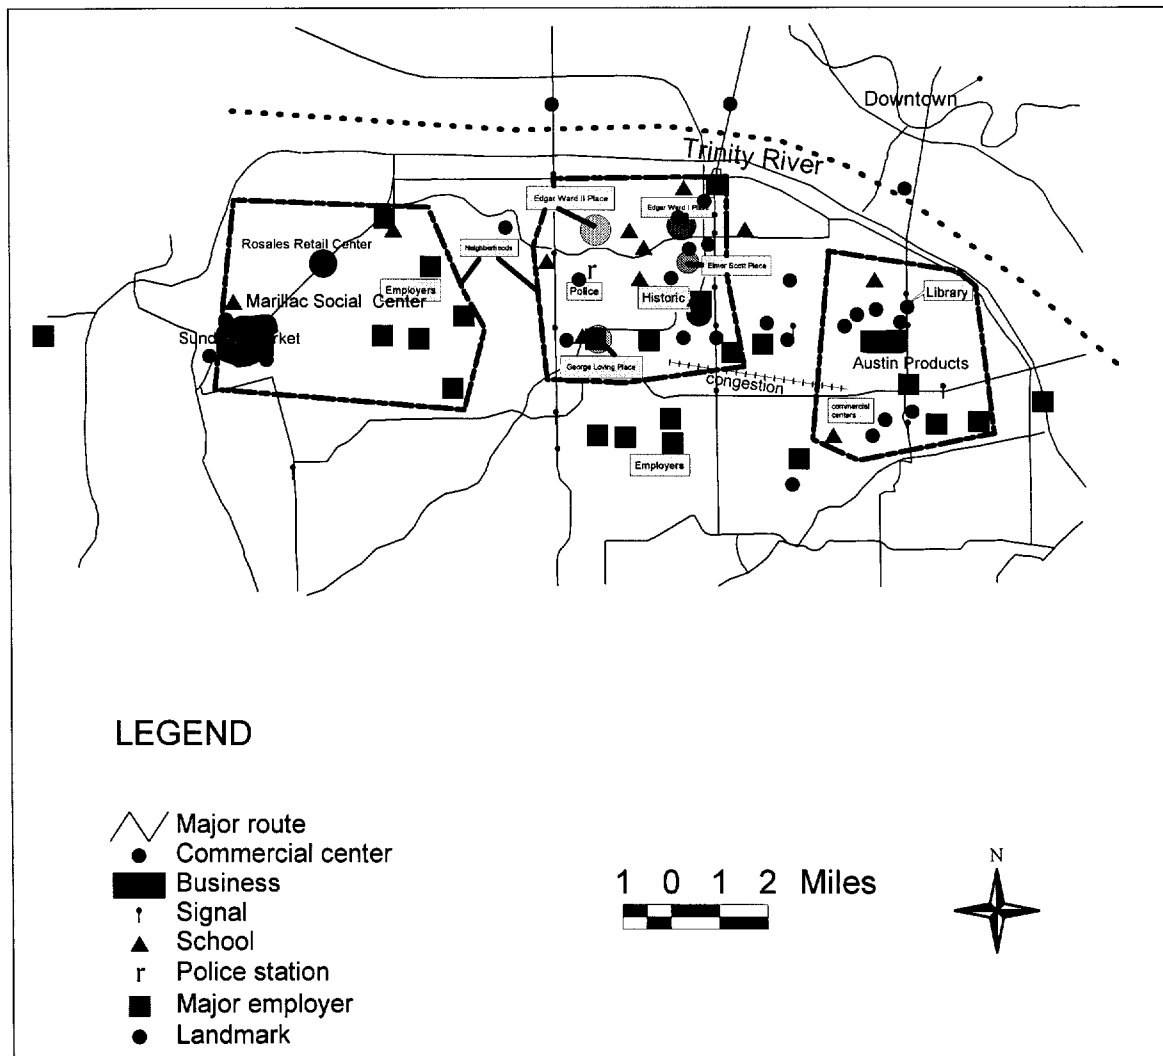 Downtown
Trinity River
Edgar Ward II Place
Edgar Ward I Place
Rosales Retail Center
Neighborhoods
Elmer Scott Place
Employers
r
Police
Historic
Library
Marillac Social Center
Austin Products
George Loving Place
congestion
commercial
centers
Employers
LEGEND
Major route
Commercial center
Business
Signal
School
r Police station
Major employer
Landmark
1 0 1 2 Miles
N